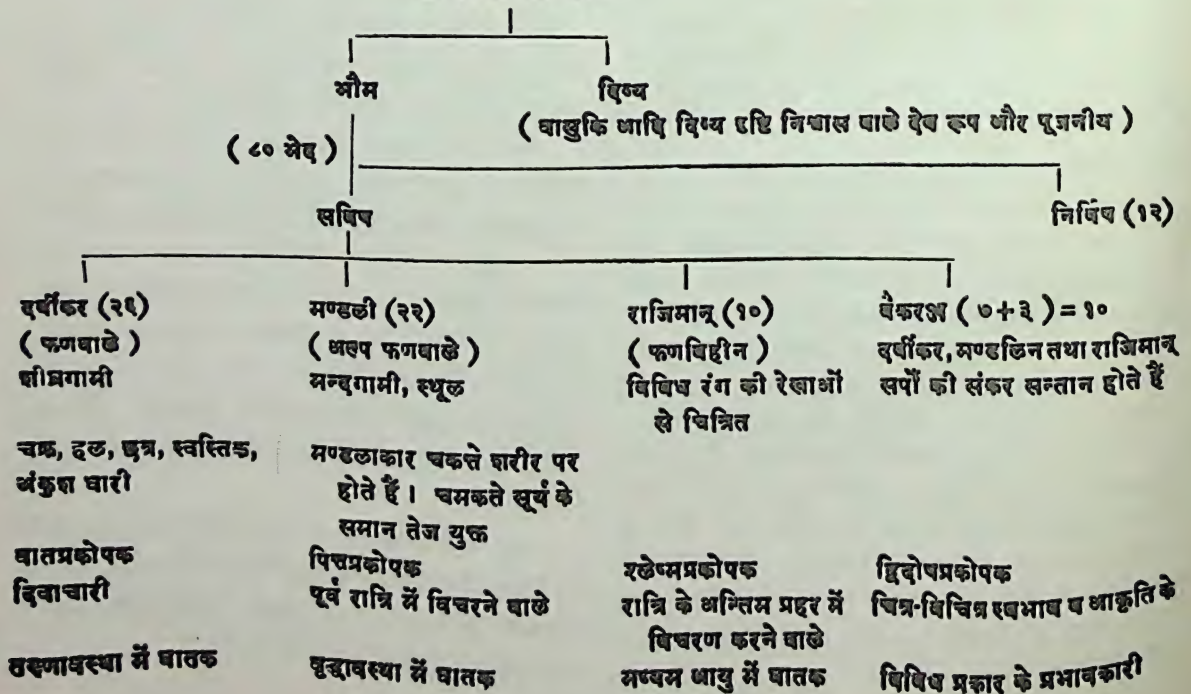 भौम
दिव्य
( वासुकि आदि दिव्य दृष्टि निश्वास वाले देव रूप और पूजनीय )
( ८० भेद )
सविष
निर्विष (१२)
दर्वीकर (२६)
( फणवाले )
शीघ्रगामी
चक्र, हल, छत्र, स्वस्तिक,
अंकुश धारी
वातप्रकोपक
दिवाचारी
तरुणावस्था में घातक
मण्डली (२२)
( अल्प फणवाले )
मन्दगामी, स्थूल
मण्डलाकार चकत्ते शरीर पर
होते हैं । चमकते सूर्य के
समान तेज युक्त
पित्तप्रकोपक
पूर्व रात्रि में विचरने वाले
वृद्धावस्था में घातक
राजिमान् (१०)
( फणविहीन )
विविध रंग की रेखाओं
से चित्रित
श्लेष्मप्रकोपक
रात्रि के अन्तिम प्रहर में
विचरण करने वाले
मध्यम आयु में घातक
वैकरञ्ज ( ७+३ ) = १०
दर्वीकर, मण्डलिन तथा राजिमान्
सर्पों की संकर सन्तान होते हैं
द्विदोषप्रकोपक
चित्र-विचित्र स्वभाव व आकृति के
विविध प्रकार के प्रभावकारी